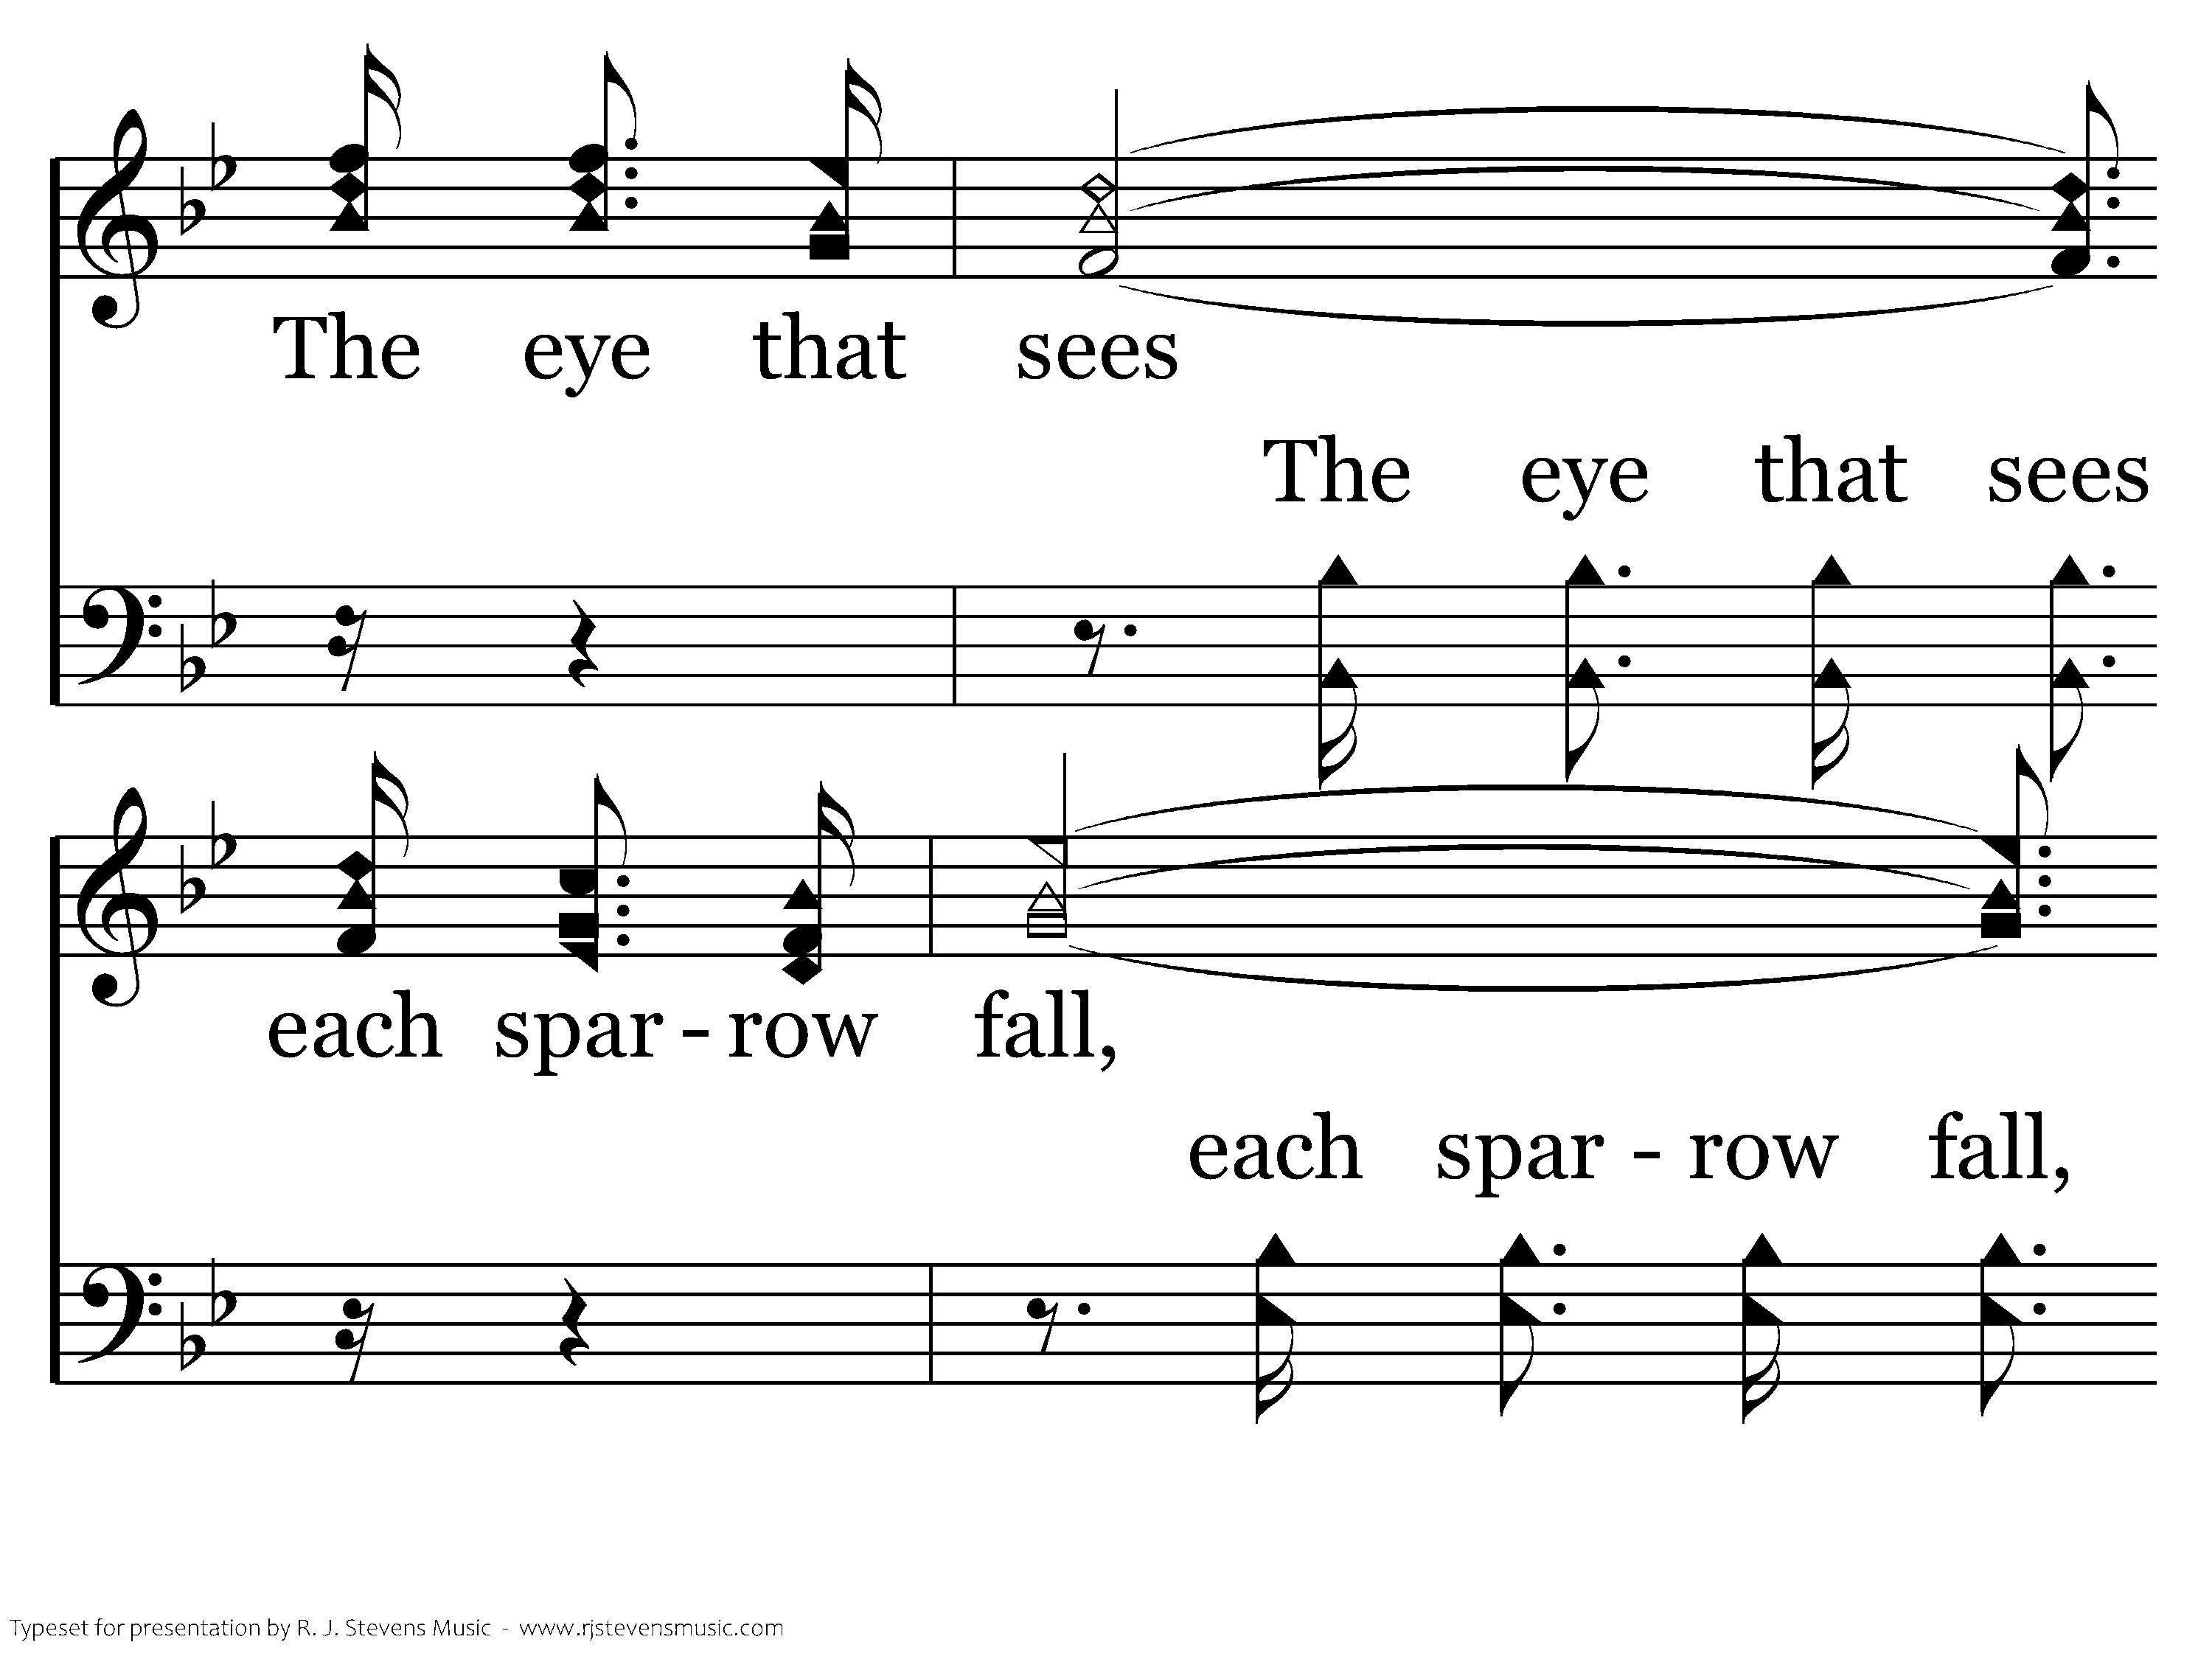 The eye that sees
The eye that sees
each spar - row fall,
each spar - row fall,
Typeset for presentation by R. J. Stevens Music - www.rjstevensmusic.com